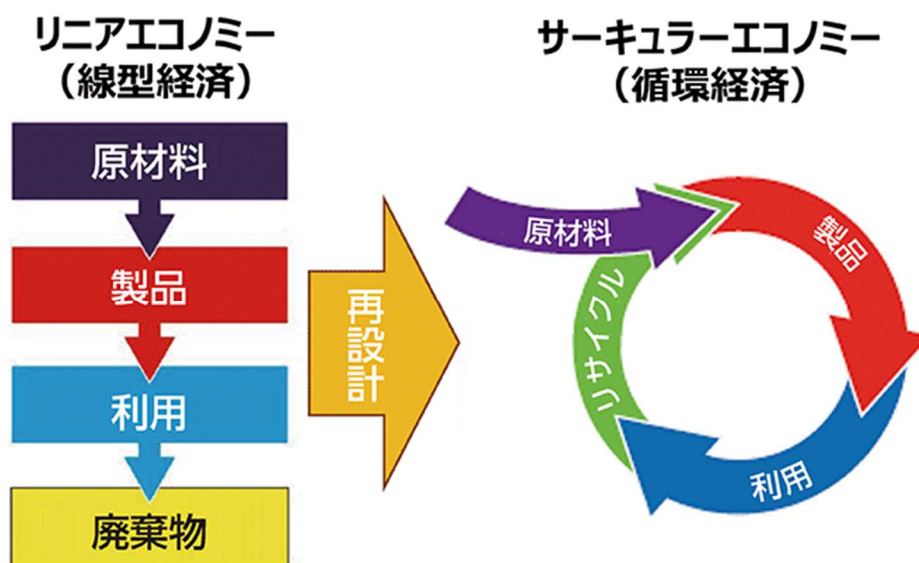 リニアエコノミー
（線型経済）
原材料
製品
利用
廃棄物
再設計
サーキュラーエコノミー
（循環経済）
原材料
製品
利用
リサイクル